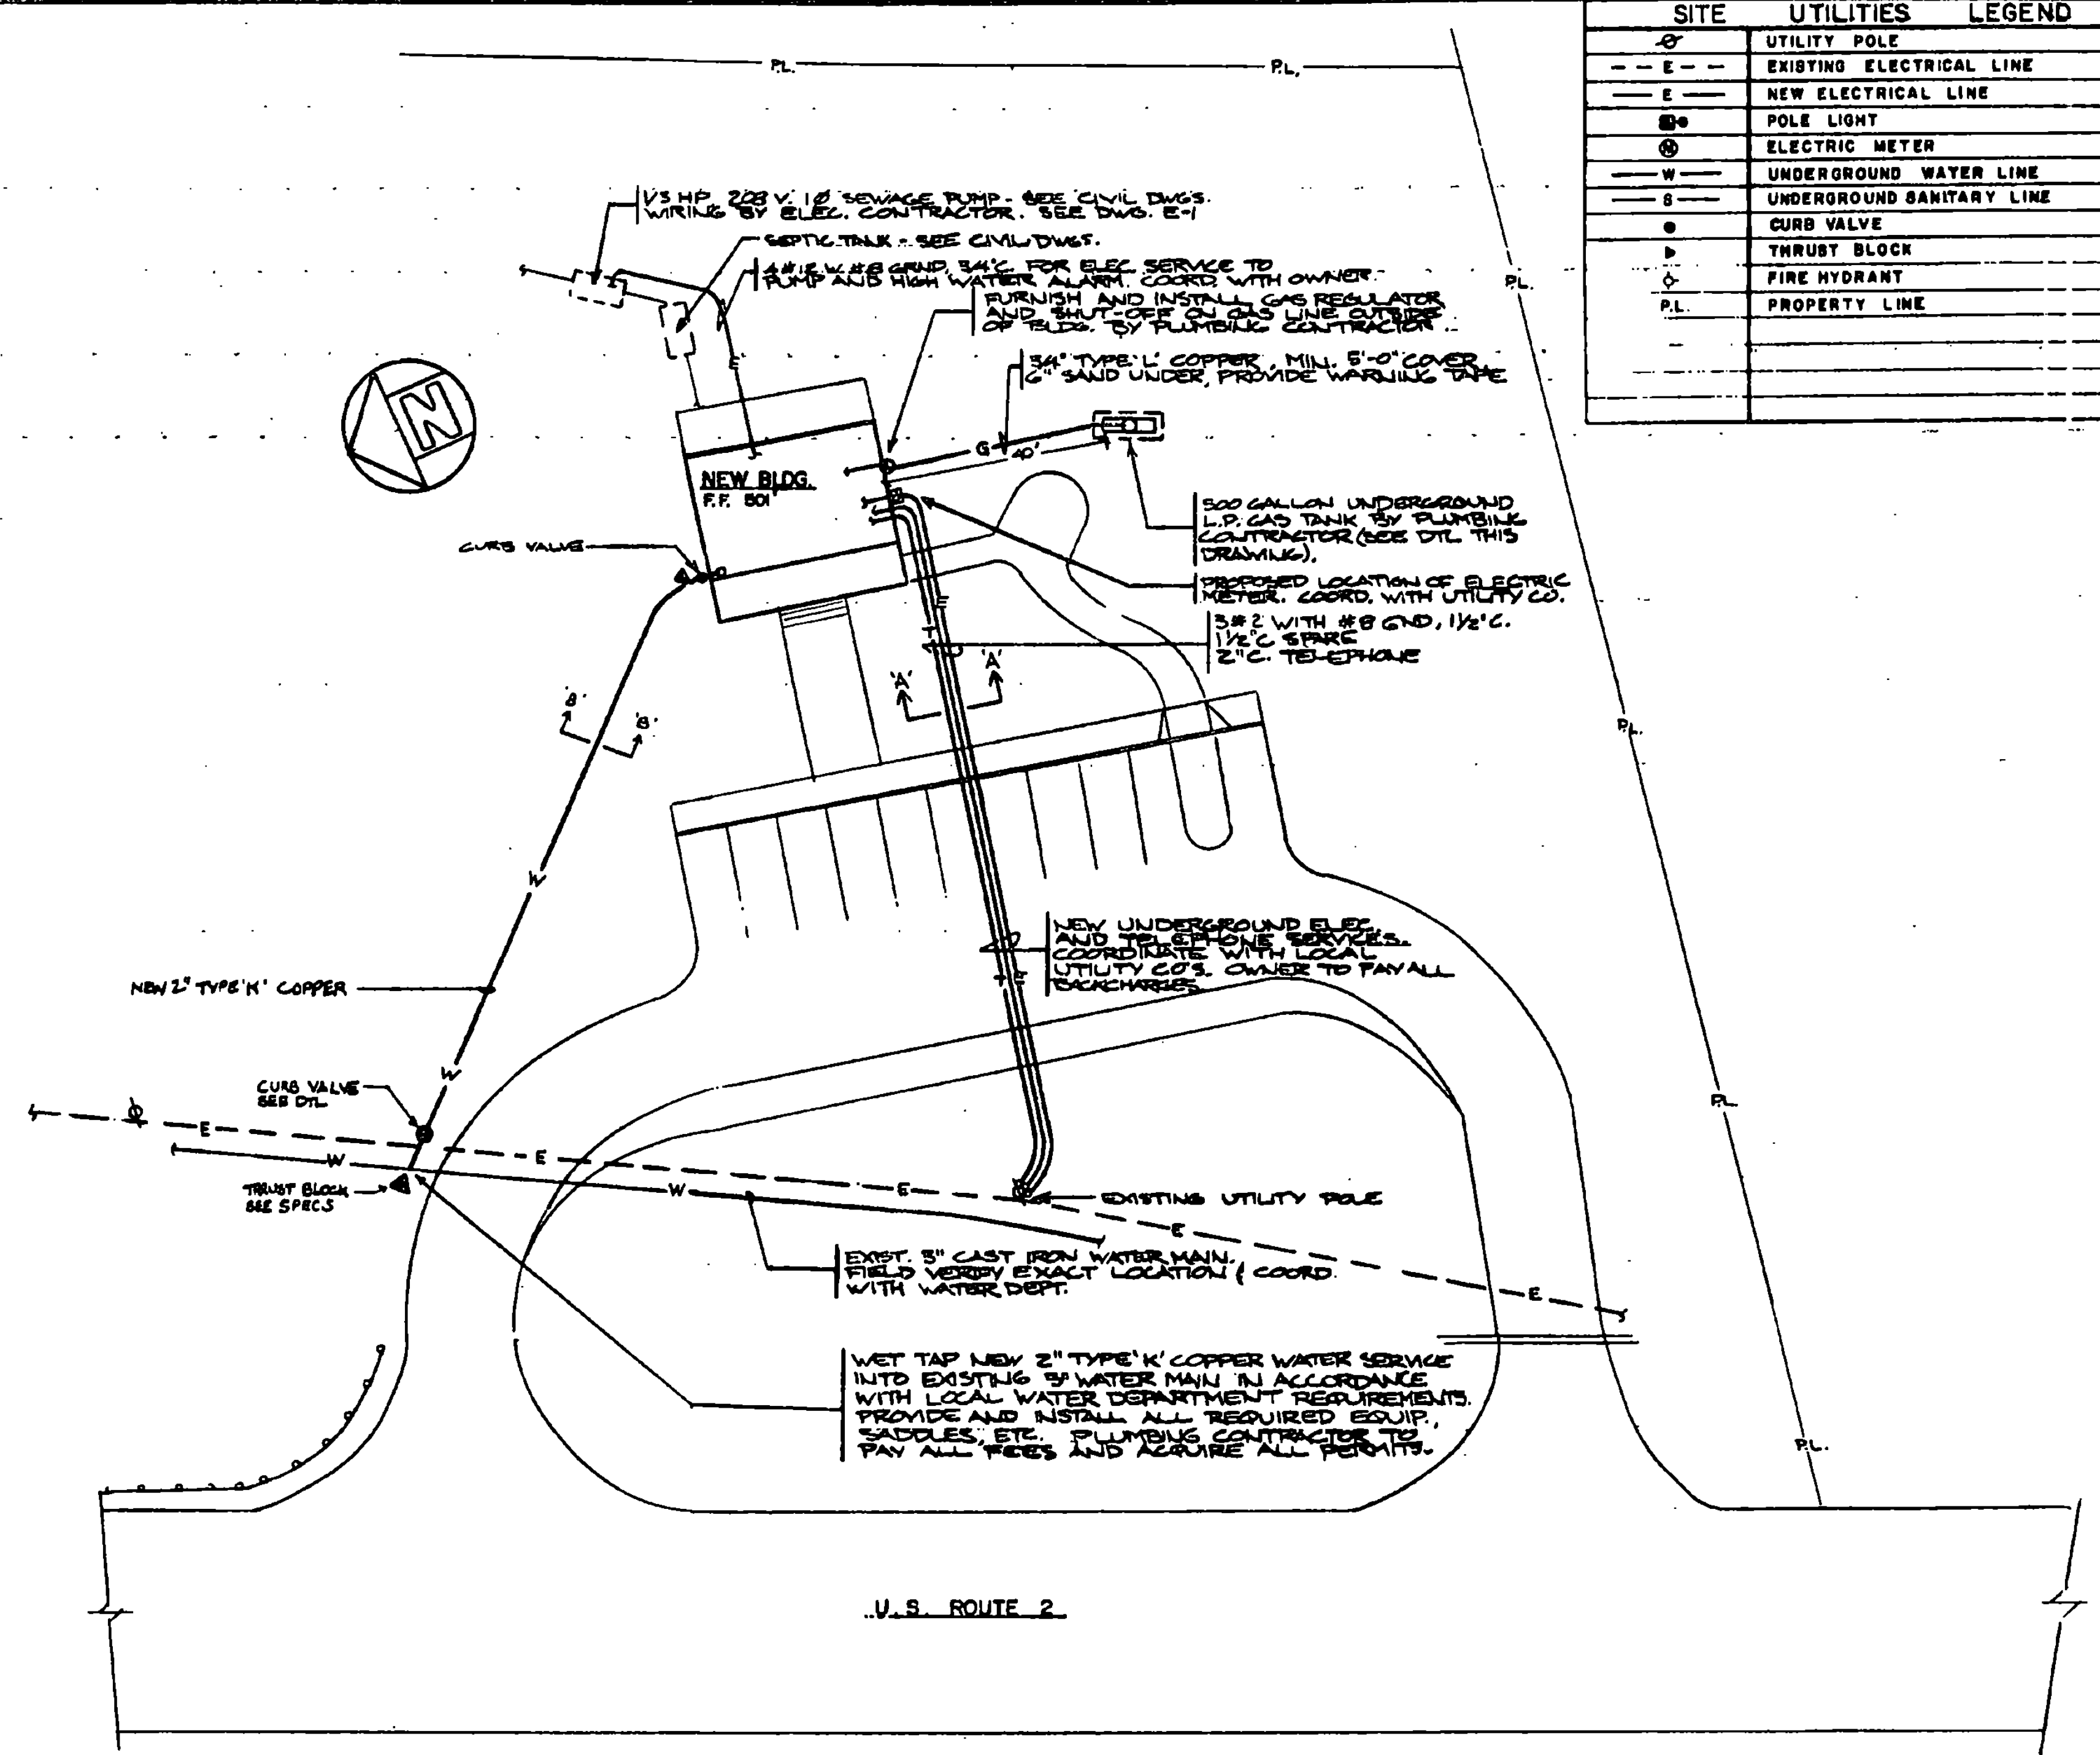 SITE UTILITIES LEGEND
UTILITY POLE
E EXISTING ELECTRICAL LINE
E NEW ELECTRICAL LINE
POLE LIGHT
ELECTRIC METER
W UNDERGROUND WATER LINE
S UNDERGROUND SANITARY LINE
CURB VALVE
THRUST BLOCK
FIRE HYDRANT
P.L. PROPERTY LINE
P.L. P.L.
1/3 HP 208 V. 1Ø SEWAGE PUMP - SEE CIVIL DWGS.
WIRING BY ELEC. CONTRACTOR. SEE DWG. E-1
SEPTIC TANK - SEE CIVIL DWGS.
4#12 W #8 GRND, 3/4"C. FOR ELEC. SERVICE TO
PUMP AND HIGH WATER ALARM. COORD. WITH OWNER.
FURNISH AND INSTALL GAS REGULATOR
AND SHUT-OFF ON GAS LINE OUTSIDE
OF BLDG. BY PLUMBING CONTRACTOR
P.L.
3/4" TYPE 'L' COPPER, MIN. 5'-0" COVER
6" SAND UNDER, PROVIDE WARNING TAPE
E
N
G
40'
NEW BLDG.
F.F. 801'
500 GALLON UNDERGROUND
L.P. GAS TANK BY PLUMBING
CONTRACTOR (SEE DTL THIS
DRAWING).
CURB VALVE
PROPOSED LOCATION OF ELECTRIC
METER. COORD. WITH UTILITY CO.
E
T
3#2 WITH #8 GND, 1 1/2"C.
1 1/2"C. SPARE
2"C. TELEPHONE
'A' 'A'
'B' 'B'
P.L.
W
NEW UNDERGROUND ELEC.
AND TELEPHONE SERVICES.
COORDINATE WITH LOCAL
UTILITY CO'S. OWNER TO PAY ALL
BACKCHARGES.
T E
NEW 2" TYPE 'K' COPPER
W
CURB VALVE
SEE DTL
P.L.
E E E E E
W W
THRUST BLOCK
SEE SPECS
EXISTING UTILITY POLE
EXIST. 3" CAST IRON WATER MAIN.
FIELD VERIFY EXACT LOCATION & COORD.
WITH WATER DEPT.
WET TAP NEW 2" TYPE 'K' COPPER WATER SERVICE
INTO EXISTING 3" WATER MAIN IN ACCORDANCE
WITH LOCAL WATER DEPARTMENT REQUIREMENTS.
PROVIDE AND INSTALL ALL REQUIRED EQUIP.,
SADDLES, ETC. PLUMBING CONTRACTOR TO
PAY ALL FEES AND ACQUIRE ALL PERMITS.
P.L.
U.S. ROUTE 2